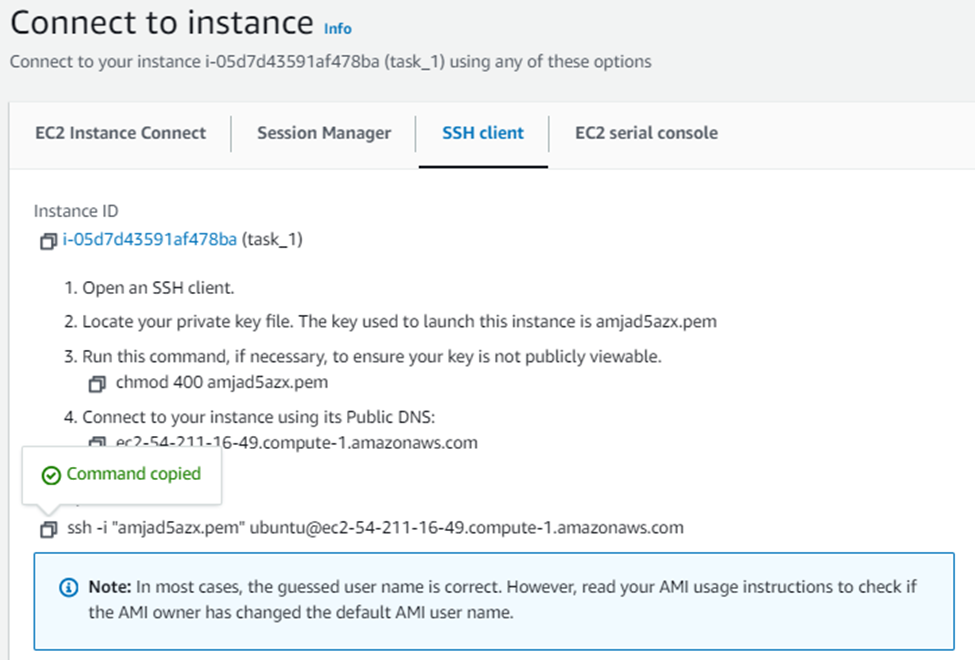 Connect to instance Info
Connect to your instance i-05d7d43591af478ba (task_1) using any of these options
EC2 Instance Connect
Session Manager
SSH client
EC2 serial console
Instance ID
i-05d7d43591af478ba (task_1)
1. Open an SSH client.
2. Locate your private key file. The key used to launch this instance is amjad5azx.pem
3. Run this command, if necessary, to ensure your key is not publicly viewable.
chmod 400 amjad5azx.pem
4. Connect to your instance using its Public DNS:
ec2-54-211-16-49.compute-1.amazonaws.com
Command copied
ssh -i "amjad5azx.pem" ubuntu@ec2-54-211-16-49.compute-1.amazonaws.com
Note: In most cases, the guessed user name is correct. However, read your AMI usage instructions to check if
the AMI owner has changed the default AMI user name.